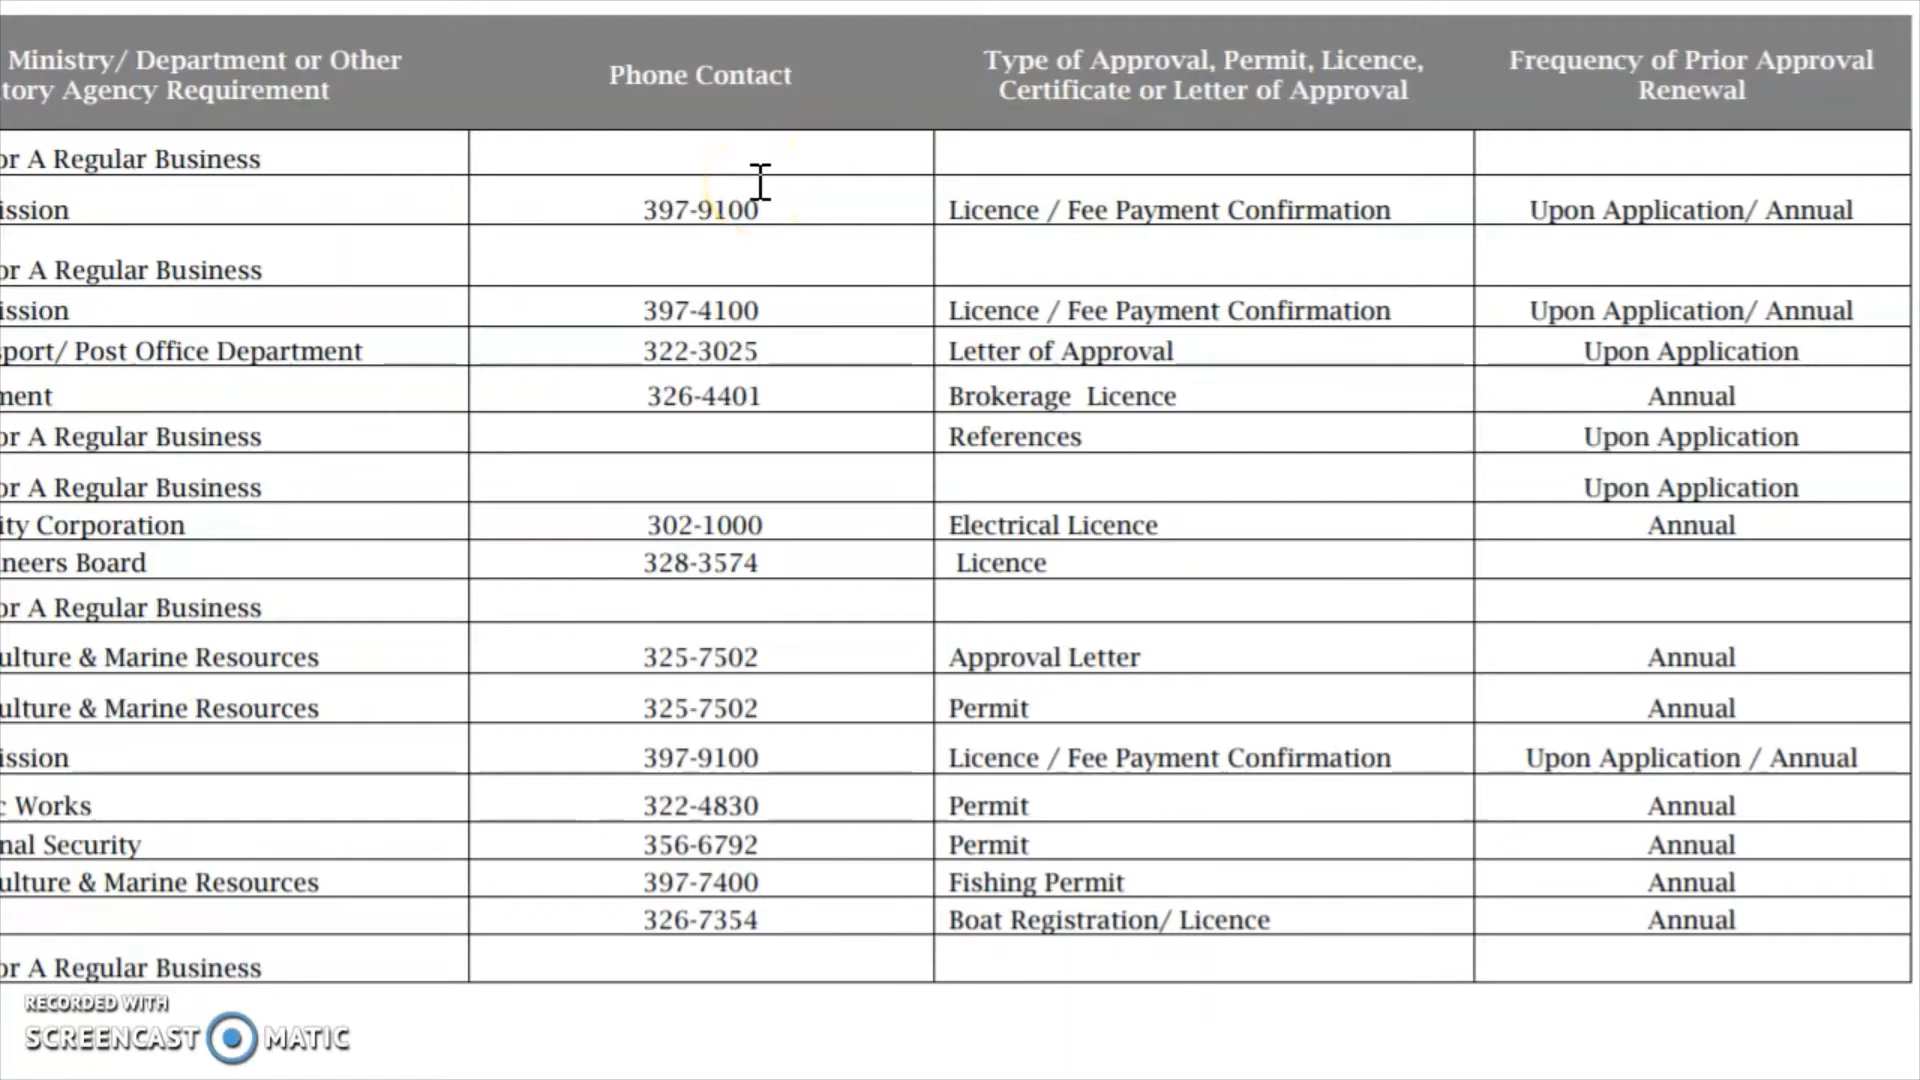 Ministry/ Department or Other
tory Agency Requirement
Phone Contact
Type of Approval, Permit, Licence,
Certificate or Letter of Approval
Frequency of Prior Approval
Renewal
or A Regular Business
ission 397-9100 Licence / Fee Payment Confirmation Upon Application/ Annual
or A Regular Business
ission 397-4100 Licence / Fee Payment Confirmation Upon Application/ Annual
sport/ Post Office Department 322-3025 Letter of Approval Upon Application
ment 326-4401 Brokerage Licence Annual
or A Regular Business References Upon Application
or A Regular Business Upon Application
ity Corporation 302-1000 Electrical Licence Annual
neers Board 328-3574 Licence
or A Regular Business
ulture & Marine Resources 325-7502 Approval Letter Annual
ulture & Marine Resources 325-7502 Permit Annual
ission 397-9100 Licence / Fee Payment Confirmation Upon Application / Annual
c Works 322-4830 Permit Annual
nal Security 356-6792 Permit Annual
ulture & Marine Resources 397-7400 Fishing Permit Annual
326-7354 Boat Registration/ Licence Annual
or A Regular Business
RECORDED WITH
SCREENCAST MATIC